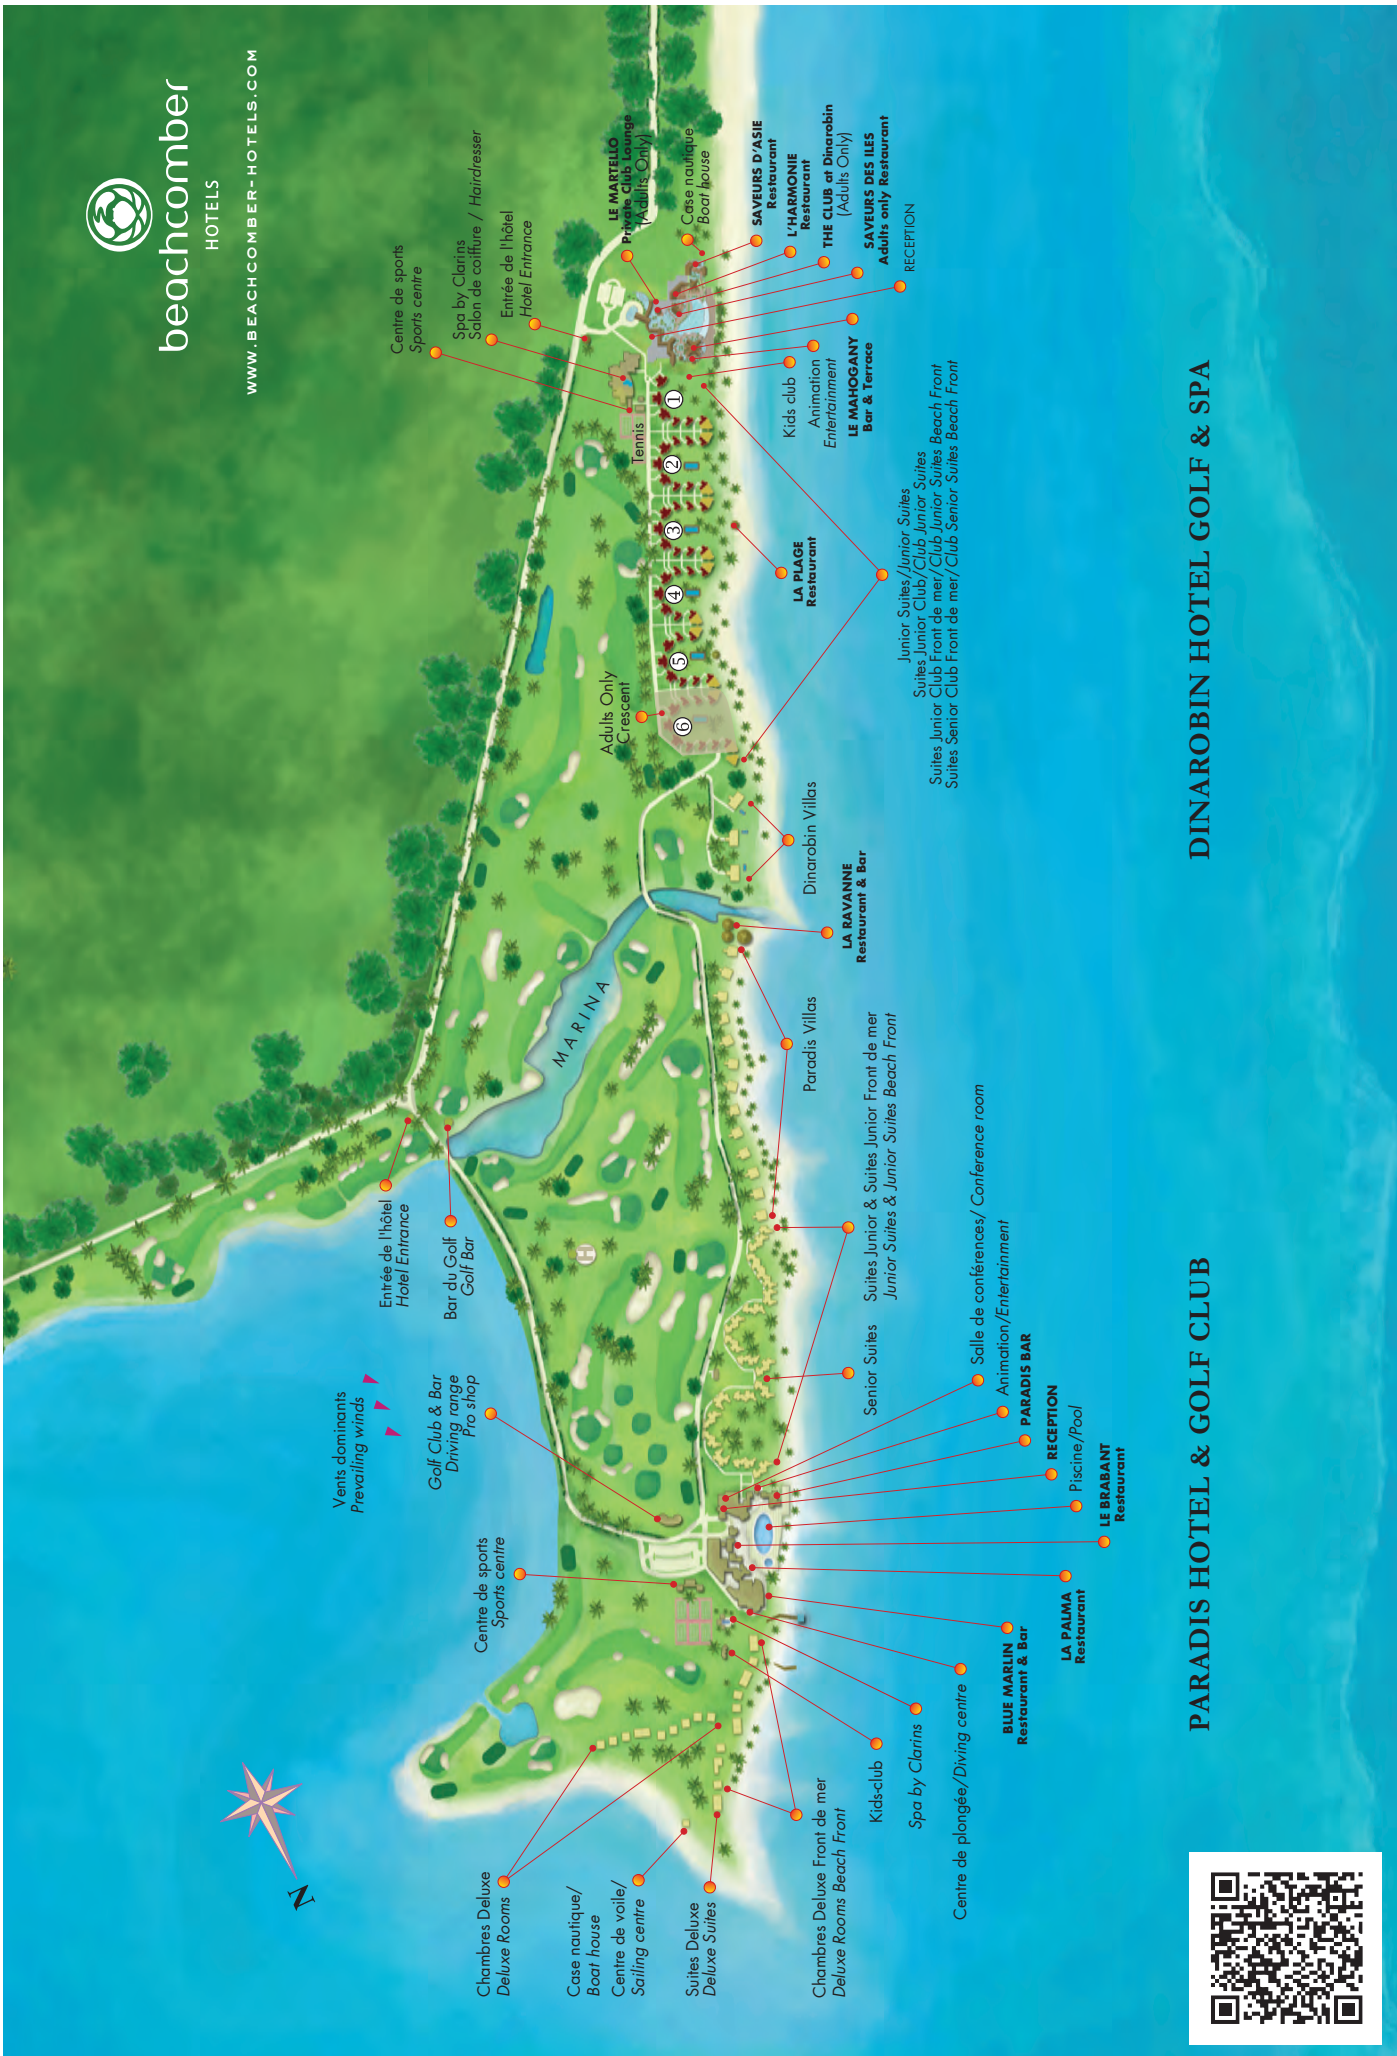 beachcomber
HOTELS
WWW.BEACHCOMBER-HOTELS.COM
Centre de sports
Sports centre
Spa by Clarins
Salon de coiffure / Hairdresser
Entrée de l'hôtel
Hotel Entrance
LE MARTELLO
Private Club Lounge
(Adults Only)
Case nautique
Boat house
SAVEURS D'ASIE
Restaurant
L'HARMONIE
Restaurant
THE CLUB at Dinarobin
(Adults Only)
SAVEURS DES ILES
Adults only Restaurant
RECEPTION
LE MAHOGANY
Bar & Terrace
Animation
Entertainment
Kids club
Tennis
1
2
3
4
5
6
LA PLAGE
Restaurant
Adults Only
Crescent
Junior Suites /Junior Suites
Suites Junior Club/Club Junior Suites
Suites Junior Club Front de mer/Club Junior Suites Beach Front
Suites Senior Club Front de mer/Club Senior Suites Beach Front
Dinarobin Villas
LA RAVANNE
Restaurant & Bar
DINAROBIN HOTEL GOLF & SPA
MARINA
Paradis Villas
Entrée de l'hôtel
Hotel Entrance
Bar du Golf
Golf Bar
Suites Junior & Suites Junior Front de mer
Junior Suites & Junior Suites Beach Front
Senior Suites
Salle de conférences/ Conference room
Animation/Entertainment
PARADIS BAR
RECEPTION
Piscine/Pool
LE BRABANT
Restaurant
LA PALMA
Restaurant
BLUE MARLIN
Restaurant & Bar
Centre de plongée/Diving centre
Spa by Clarins
Kids-club
Chambres Deluxe Front de mer
Deluxe Rooms Beach Front
Suites Deluxe
Deluxe Suites
Centre de voile/
Sailing centre
Case nautique/
Boat house
Chambres Deluxe
Deluxe Rooms
Centre de sports
Sports centre
Golf Club & Bar
Driving range
Pro shop
Vents dominants
Prevailing winds
H
N
PARADIS HOTEL & GOLF CLUB